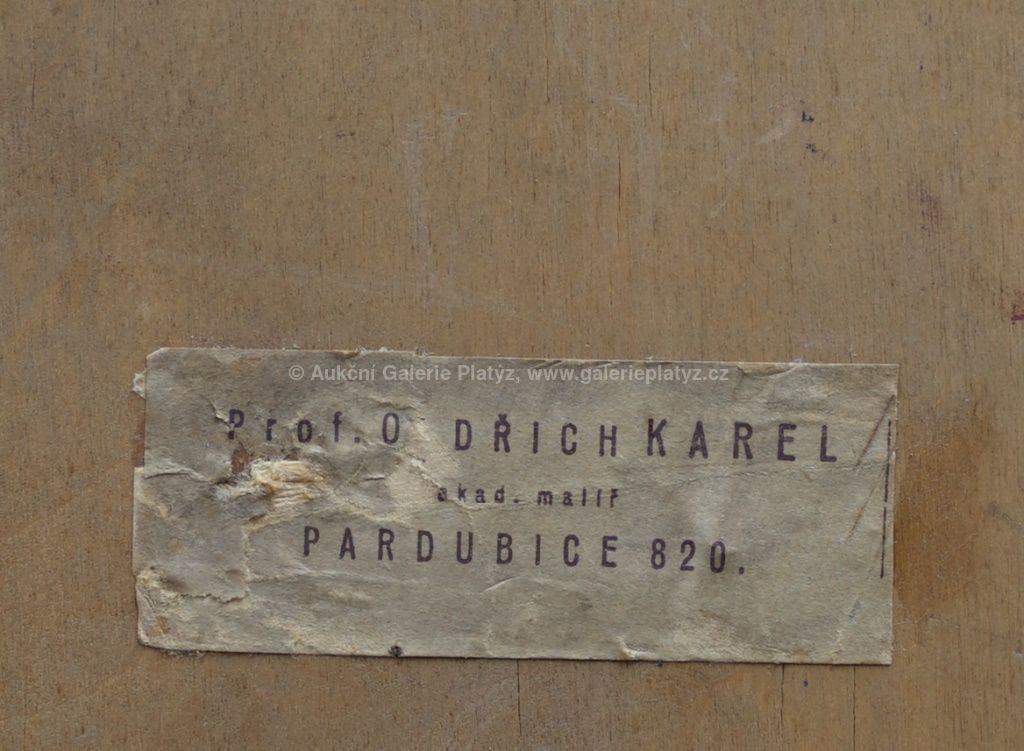 © Aukční Galerie Platýz, www.galerieplatyz.cz
Prof. O DŘICH KAREL
akad. malíř
PARDUBICE 820.